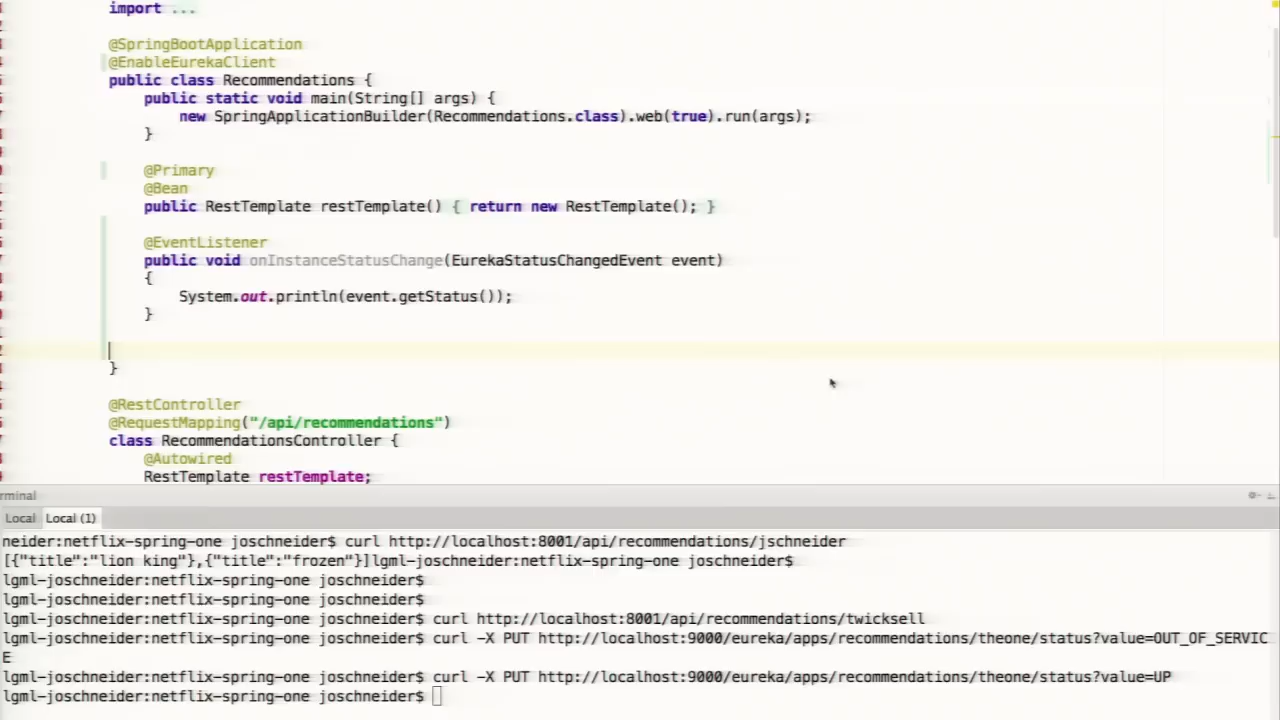 import ...
@SpringBootApplication
@EnableEurekaClient
public class Recommendations {
public static void main(String[] args) {
new SpringApplicationBuilder(Recommendations.class).web(true).run(args);
}
@Primary
@Bean
public RestTemplate restTemplate() { return new RestTemplate(); }
@EventListener
public void onInstanceStatusChange(EurekaStatusChangedEvent event)
{
System.out.println(event.getStatus());
}
}
@RestController
@RequestMapping("/api/recommendations")
class RecommendationsController {
@Autowired
RestTemplate restTemplate;
rminal
Local Local (1)
neider:netflix-spring-one joschneider$ curl http://localhost:8001/api/recommendations/jschneider
[{"title":"lion king"},{"title":"frozen"}]lgml-joschneider:netflix-spring-one joschneider$
lgml-joschneider:netflix-spring-one joschneider$
lgml-joschneider:netflix-spring-one joschneider$
lgml-joschneider:netflix-spring-one joschneider$ curl http://localhost:8001/api/recommendations/twicksell
lgml-joschneider:netflix-spring-one joschneider$ curl -X PUT http://localhost:9000/eureka/apps/recommendations/theone/status?value=OUT_OF_SERVIC
E
lgml-joschneider:netflix-spring-one joschneider$ curl -X PUT http://localhost:9000/eureka/apps/recommendations/theone/status?value=UP
lgml-joschneider:netflix-spring-one joschneider$